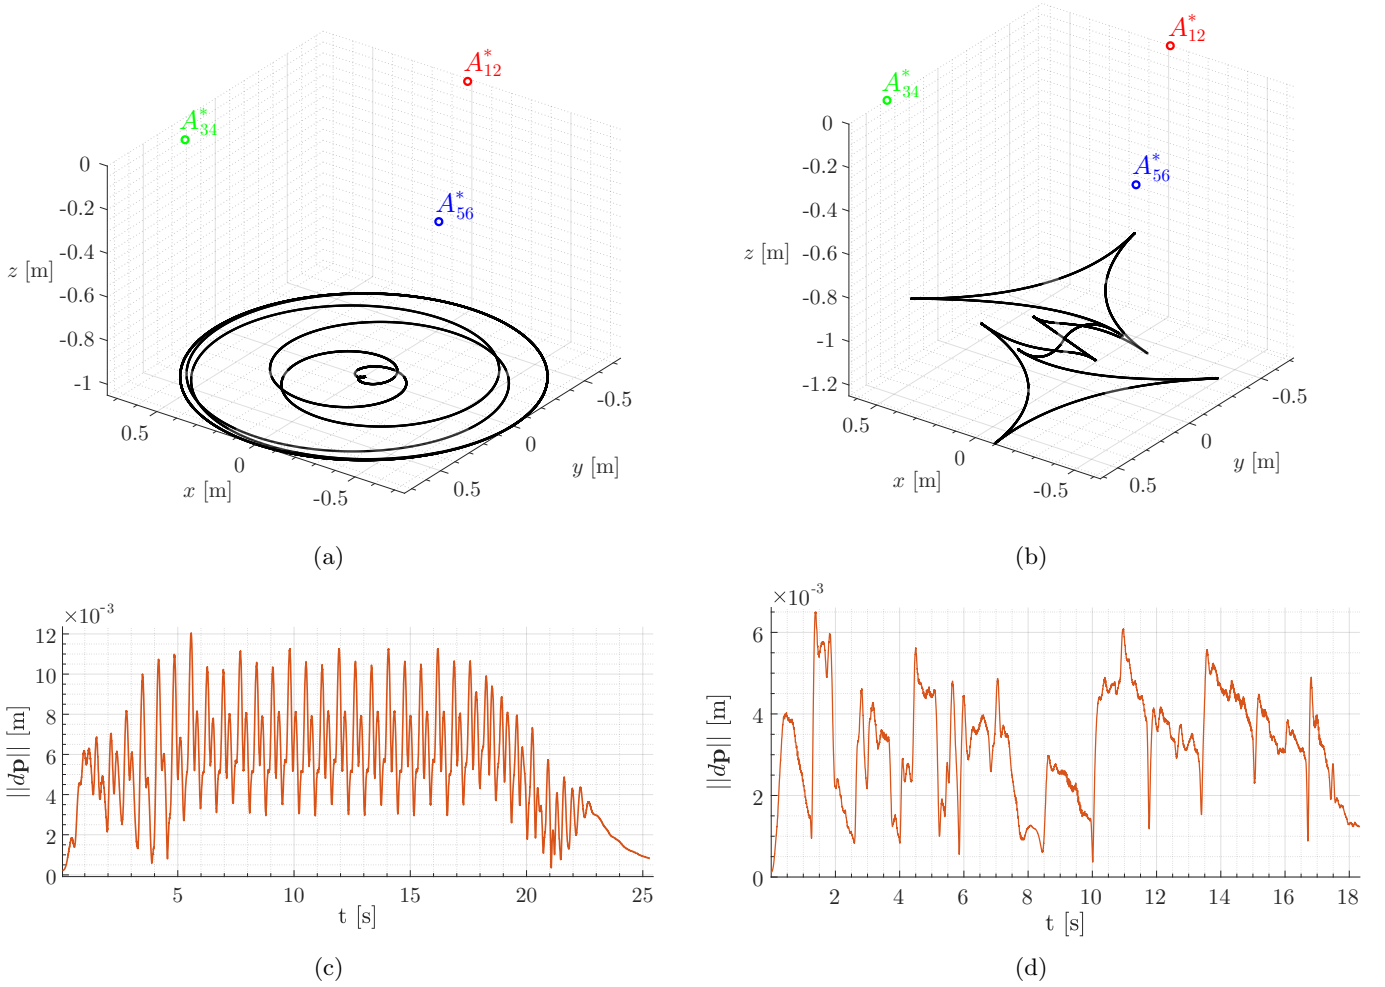 A*12
A*34
A*56
0
-0.2
-0.4
-0.6
-0.8
-1
z [m]
0.5
0
-0.5
x [m]
0.5
0
-0.5
y [m]
(a)
A*12
A*34
A*56
0
-0.2
-0.4
-0.6
-0.8
-1
-1.2
z [m]
0.5
0
-0.5
x [m]
0.5
0
-0.5
y [m]
(b)
×10-3
12
10
8
6
4
2
0
||dp|| [m]
5 10 15 20 25
t [s]
(c)
×10-3
6
4
2
0
||dp|| [m]
2 4 6 8 10 12 14 16 18
t [s]
(d)